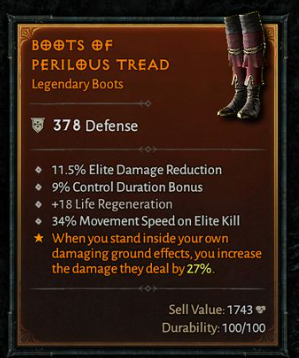 BOOTS OF
PERILOUS TREAD
Legendary Boots
378 Defense
11.5% Elite Damage Reduction
9% Control Duration Bonus
+18 Life Regeneration
34% Movement Speed on Elite Kill
When you stand inside your own
damaging ground effects, you increase
the damage they deal by 27%.
Sell Value: 1743
Durability: 100/100